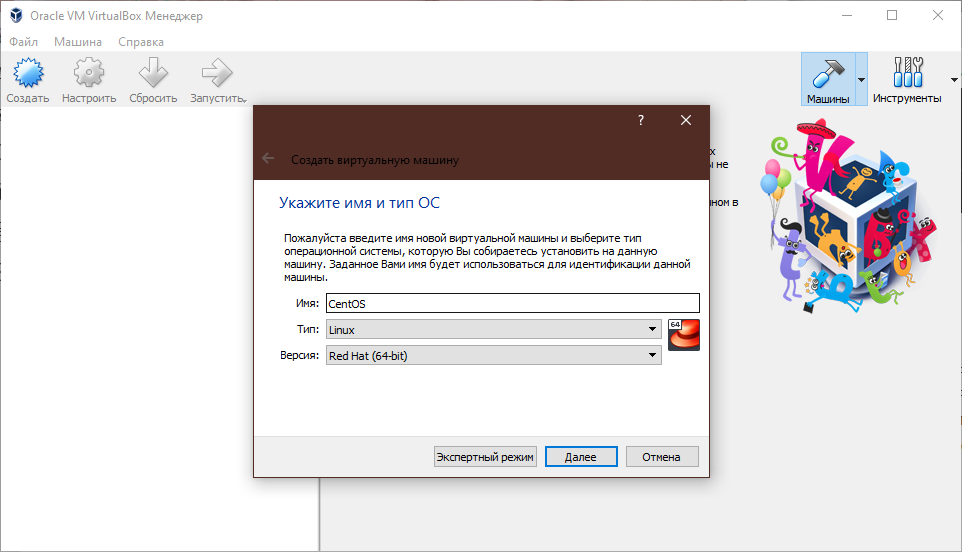 Oracle VM VirtualBox Менеджер
Файл Машина Справка
Создать Настроить Сбросить Запустить
Машины Инструменты
?
Создать виртуальную машину
Укажите имя и тип ОС
Пожалуйста введите имя новой виртуальной машины и выберите тип
операционной системы, которую Вы собираетесь установить на данную
машину. Заданное Вами имя будет использоваться для идентификации данной
машины.
Имя: CentOS
Тип: Linux
64
Версия: Red Hat (64-bit)
Экспертный режим Далее Отмена
не
ном в